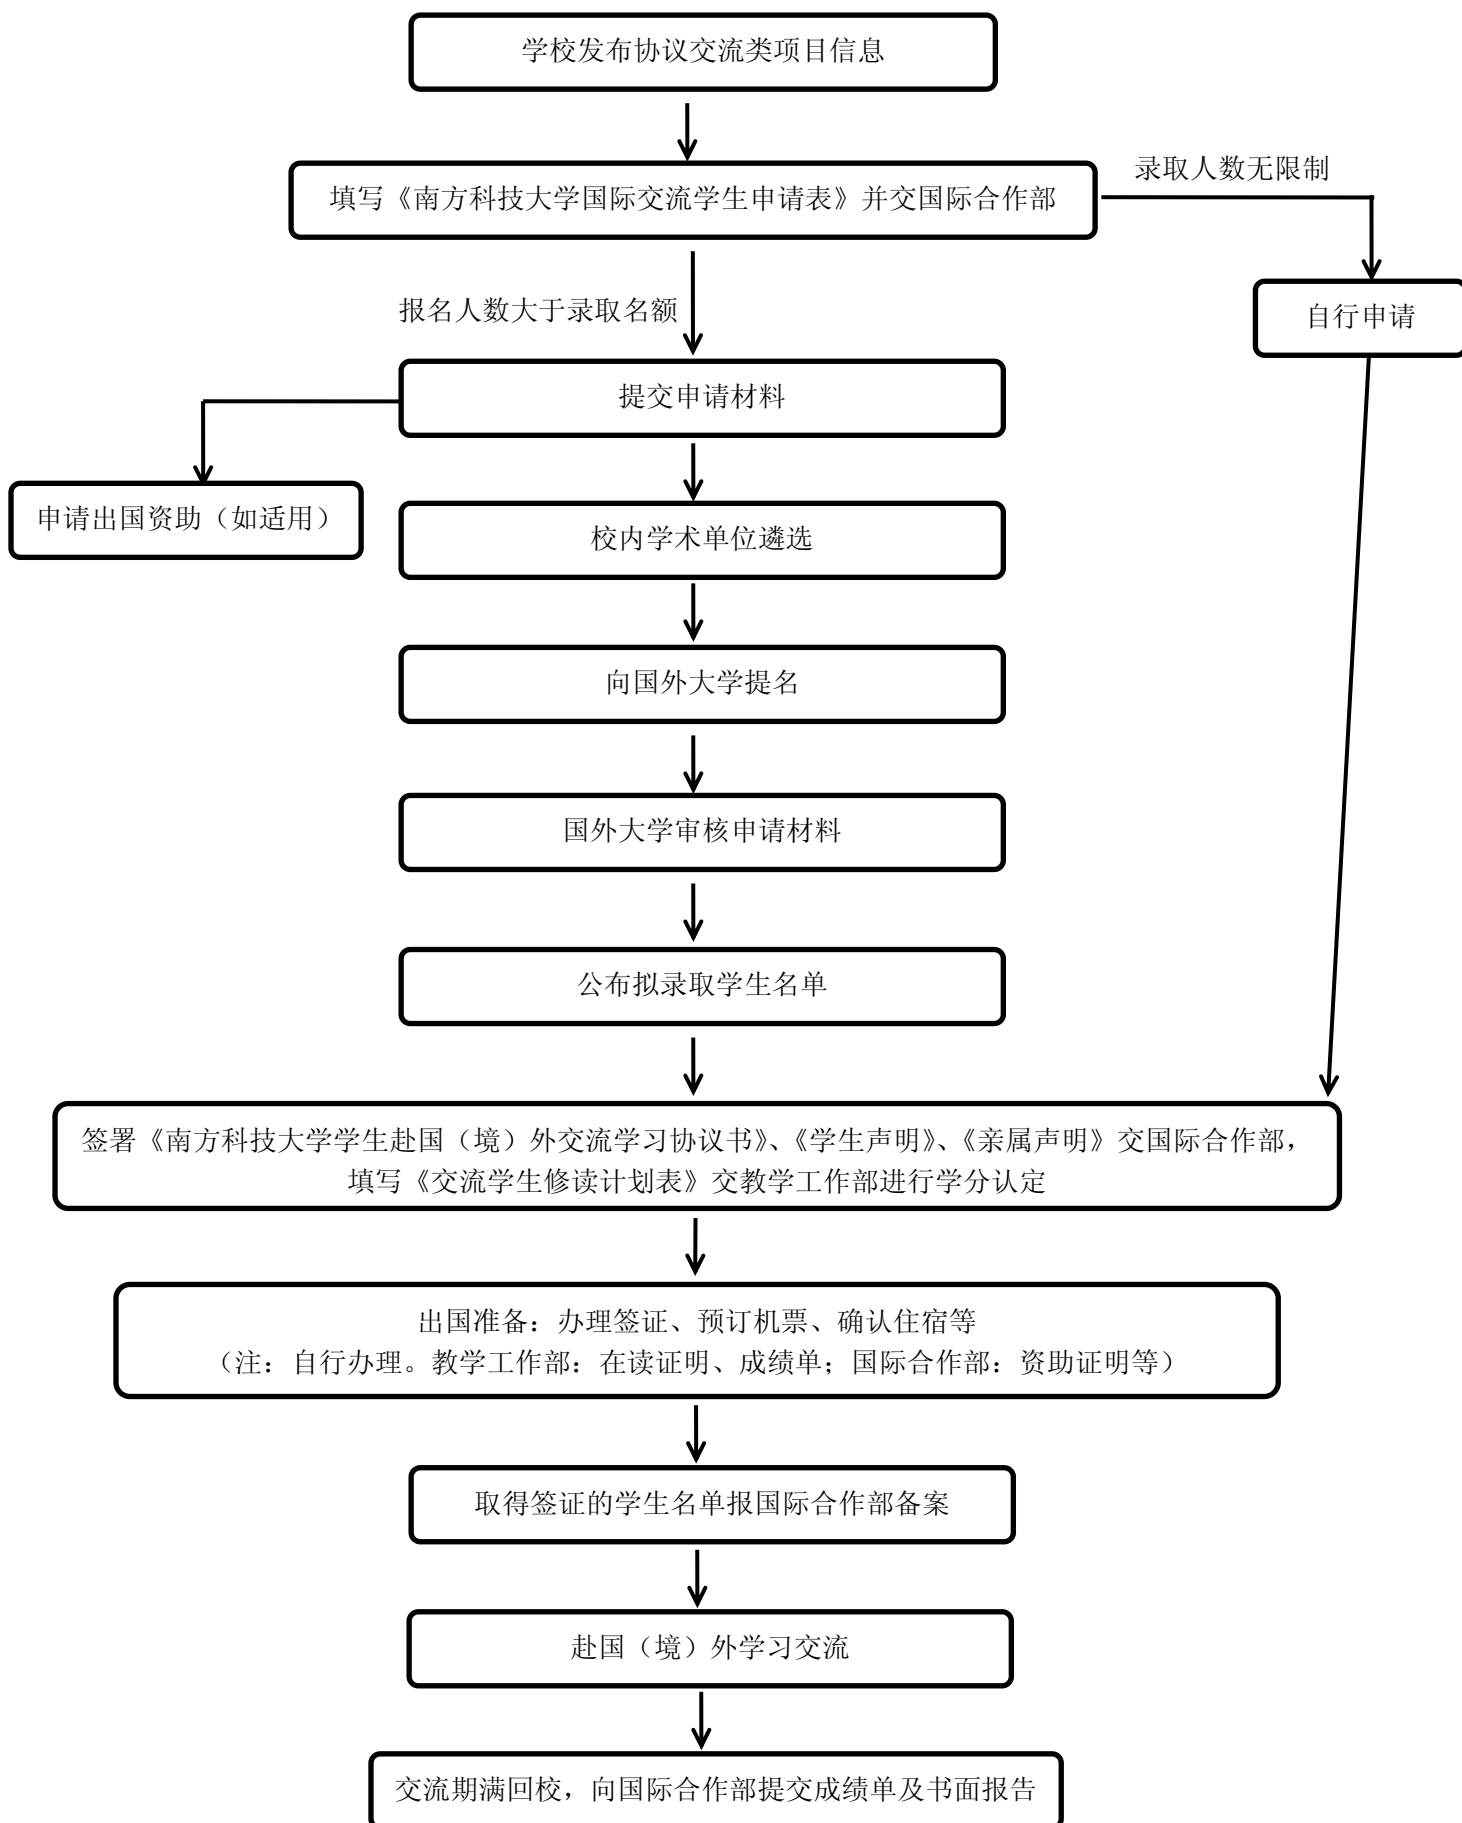 学校发布协议交流类项目信息
录取人数无限制
填写《南方科技大学国际交流学生申请表》并交国际合作部
报名人数大于录取名额
自行申请
提交申请材料
申请出国资助（如适用）
校内学术单位遴选
向国外大学提名
国外大学审核申请材料
公布拟录取学生名单
签署《南方科技大学学生赴国（境）外交流学习协议书》、《学生声明》、《亲属声明》交国际合作部，
填写《交流学生修读计划表》交教学工作部进行学分认定
出国准备：办理签证、预订机票、确认住宿等
（注：自行办理。教学工作部：在读证明、成绩单；国际合作部：资助证明等）
取得签证的学生名单报国际合作部备案
赴国（境）外学习交流
交流期满回校，向国际合作部提交成绩单及书面报告